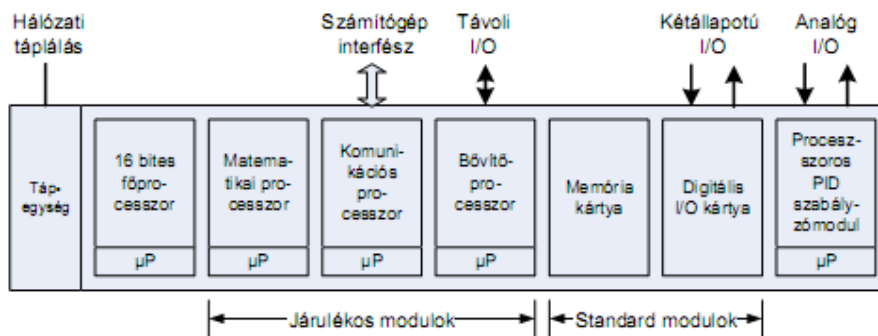 Hálózati
táplálás
Számítógép
interfész
Távoli
I/O
Kétállapotú
I/O
Analóg
I/O
Táp-
egység
16 bites
főpro-
cesszor
µP
Matema-
tikai pro-
cesszor
µP
Komuni-
kációs
pro-
cesszor
µP
Bővítő-
pro-
cesszor
µP
Memória
kártya
Digitális
I/O kártya
Procesz-
szoros
PID
szabály-
zómodul
µP
Járulékos modulok
Standard modulok